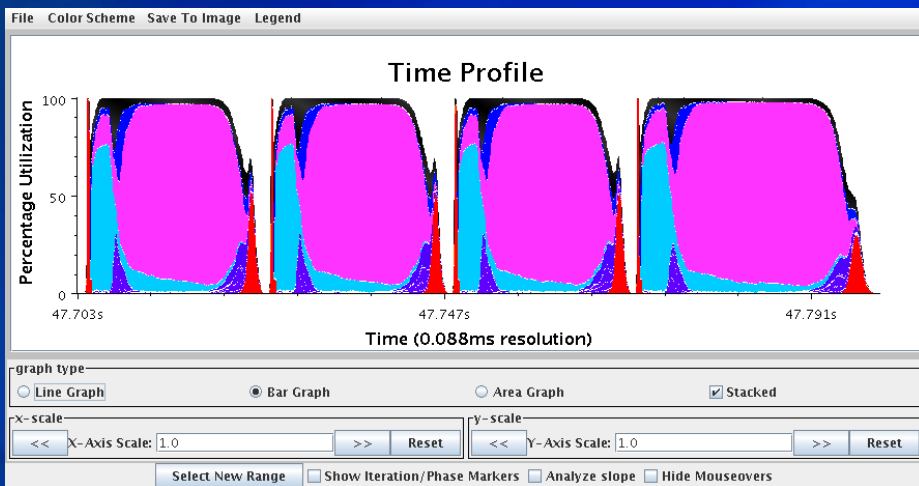 File Color Scheme Save To Image Legend
Time Profile
Percentage Utilization
100
50
0
47.703s 47.747s 47.791s
Time (0.088ms resolution)
graph type
Line Graph Bar Graph Area Graph Stacked
x-scale y-scale
<< X-Axis Scale: 1.0 >> Reset << Y-Axis Scale: 1.0 >> Reset
Select New Range Show Iteration/Phase Markers Analyze slope Hide Mouseovers